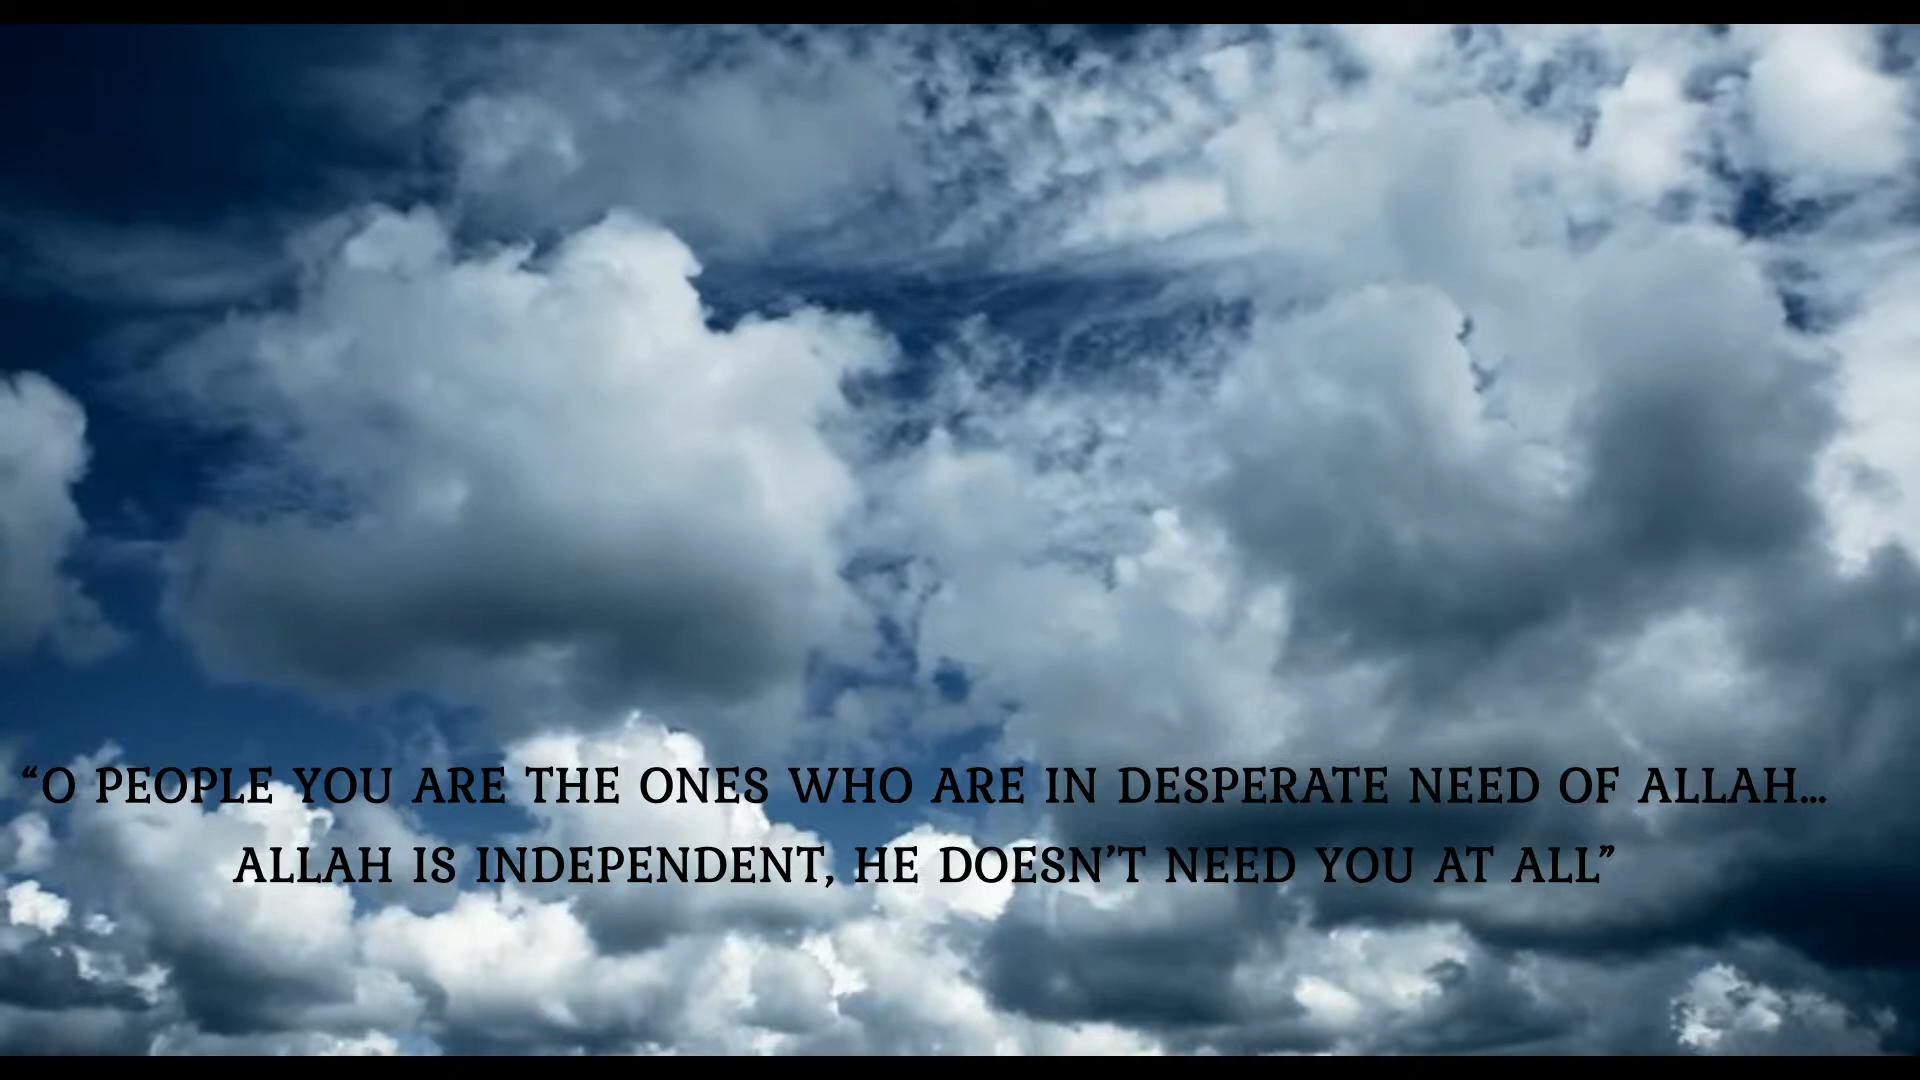 “O PEOPLE YOU ARE THE ONES WHO ARE IN DESPERATE NEED OF ALLAH...
ALLAH IS INDEPENDENT, HE DOESN’T NEED YOU AT ALL”